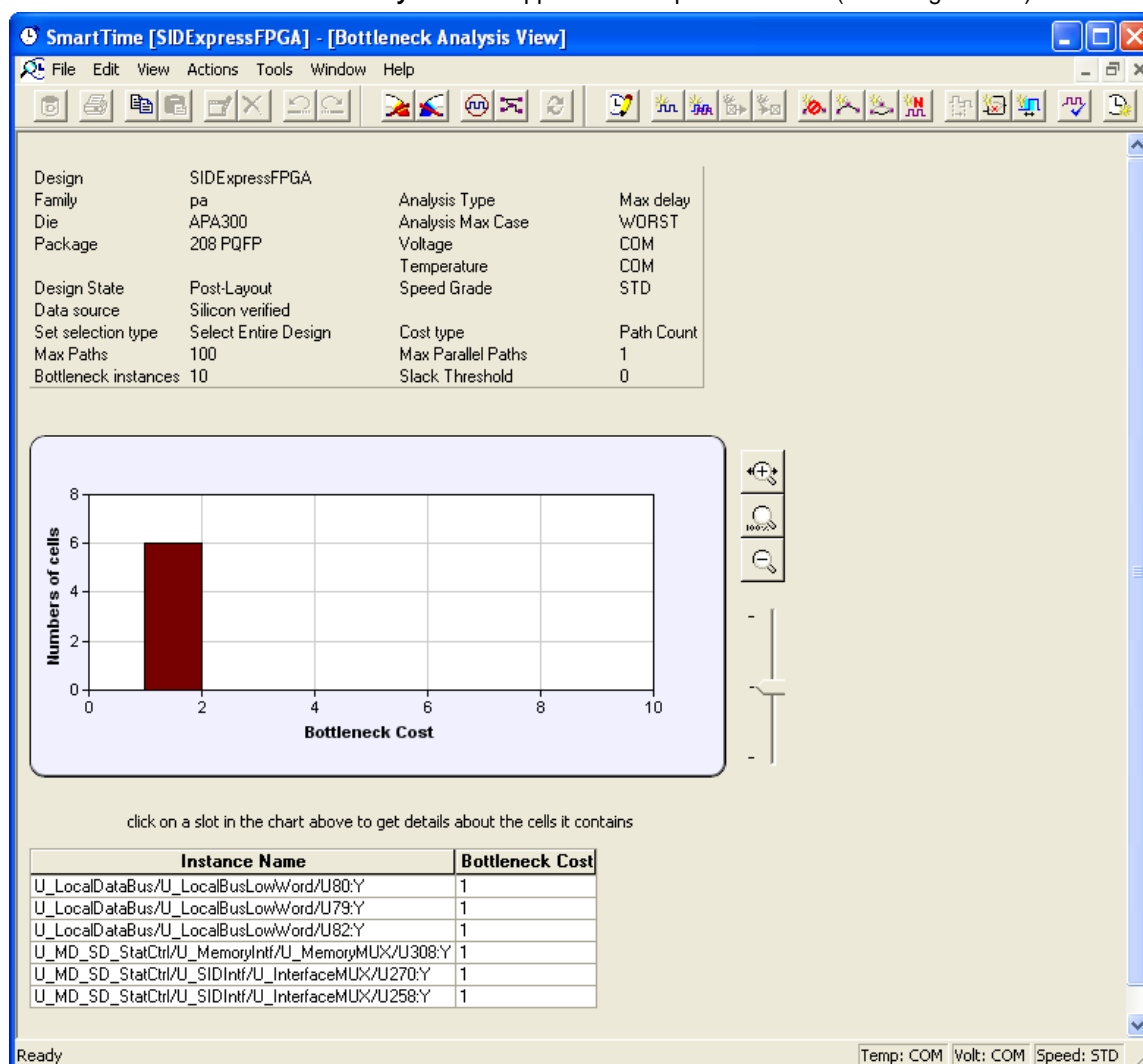 SmartTime [SIDExpressFPGA] - [Bottleneck Analysis View]
File Edit View Actions Tools Window Help
Design SIDExpressFPGA
Family pa Analysis Type Max delay
Die APA300 Analysis Max Case WORST
Package 208 PQFP Voltage COM
Temperature COM
Design State Post-Layout Speed Grade STD
Data source Silicon verified
Set selection type Select Entire Design Cost type Path Count
Max Paths 100 Max Parallel Paths 1
Bottleneck instances 10 Slack Threshold 0
8
6
4
2
0
Numbers of cells
0 2 4 6 8 10
Bottleneck Cost
100%
click on a slot in the chart above to get details about the cells it contains
Instance Name Bottleneck Cost
U_LocalDataBus/U_LocalBusLowWord/U80:Y 1
U_LocalDataBus/U_LocalBusLowWord/U79:Y 1
U_LocalDataBus/U_LocalBusLowWord/U82:Y 1
U_MD_SD_StatCtrl/U_MemoryIntf/U_MemoryMUX/U308:Y 1
U_MD_SD_StatCtrl/U_SIDIntf/U_InterfaceMUX/U270:Y 1
U_MD_SD_StatCtrl/U_SIDIntf/U_InterfaceMUX/U258:Y 1
Ready Temp: COM Volt: COM Speed: STD